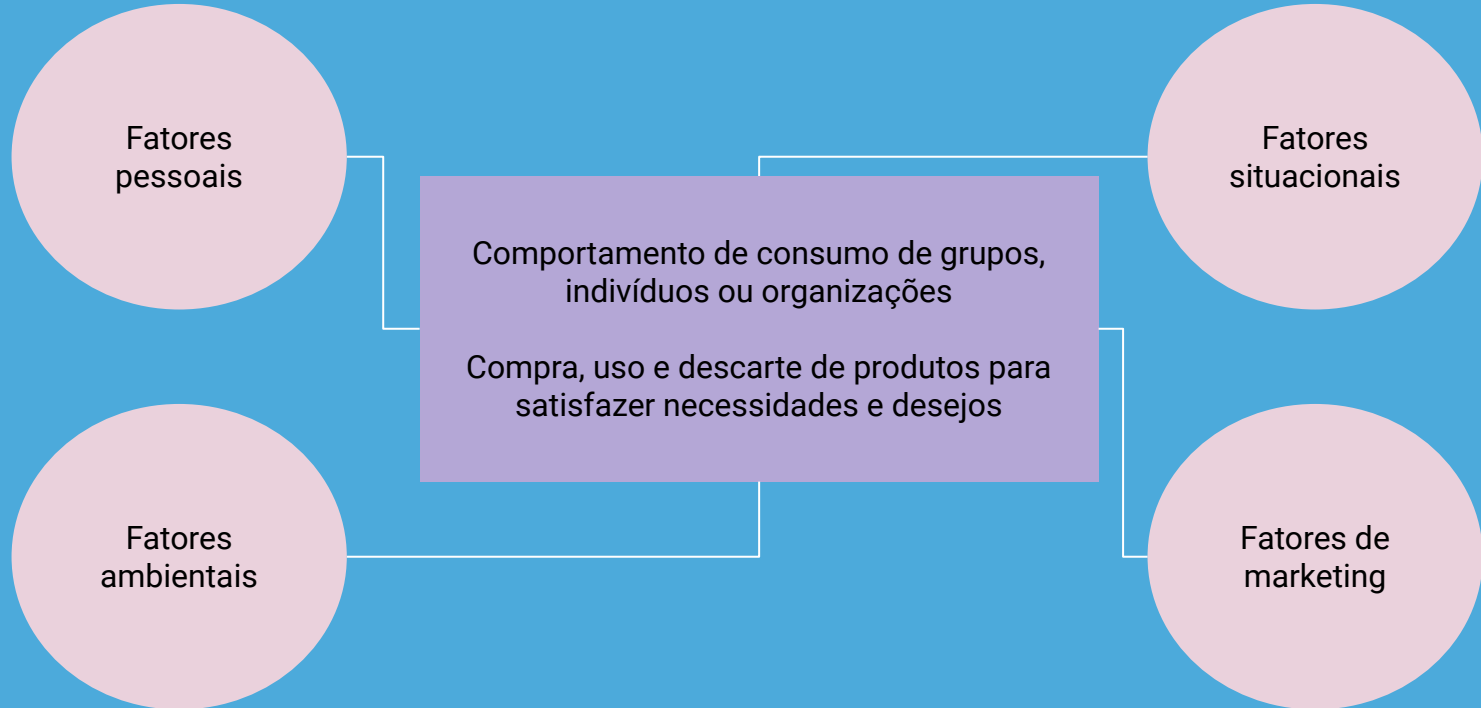 Fatores
pessoais
Fatores
situacionais
Comportamento de consumo de grupos,
indivíduos ou organizações
Compra, uso e descarte de produtos para
satisfazer necessidades e desejos
Fatores
ambientais
Fatores de
marketing